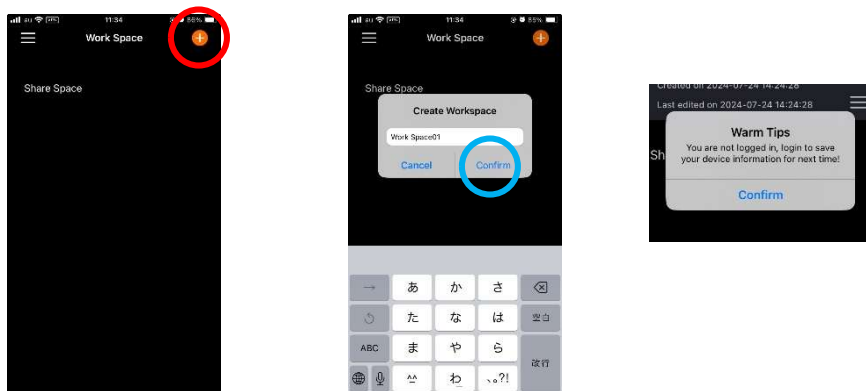 au 11:34 86%
Work Space
Share Space
au 11:34 85%
Work Space
Share Space
Create Workspace
Work Space01
Cancel Confirm
→ あ か さ
た な は 空白
ABC ま や ら
^^ わ 、。?! 改行
Created on 2024-07-24 14:24:28
Last edited on 2024-07-24 14:24:28
Sh
Warm Tips
You are not logged in, login to save
your device information for next time!
Confirm